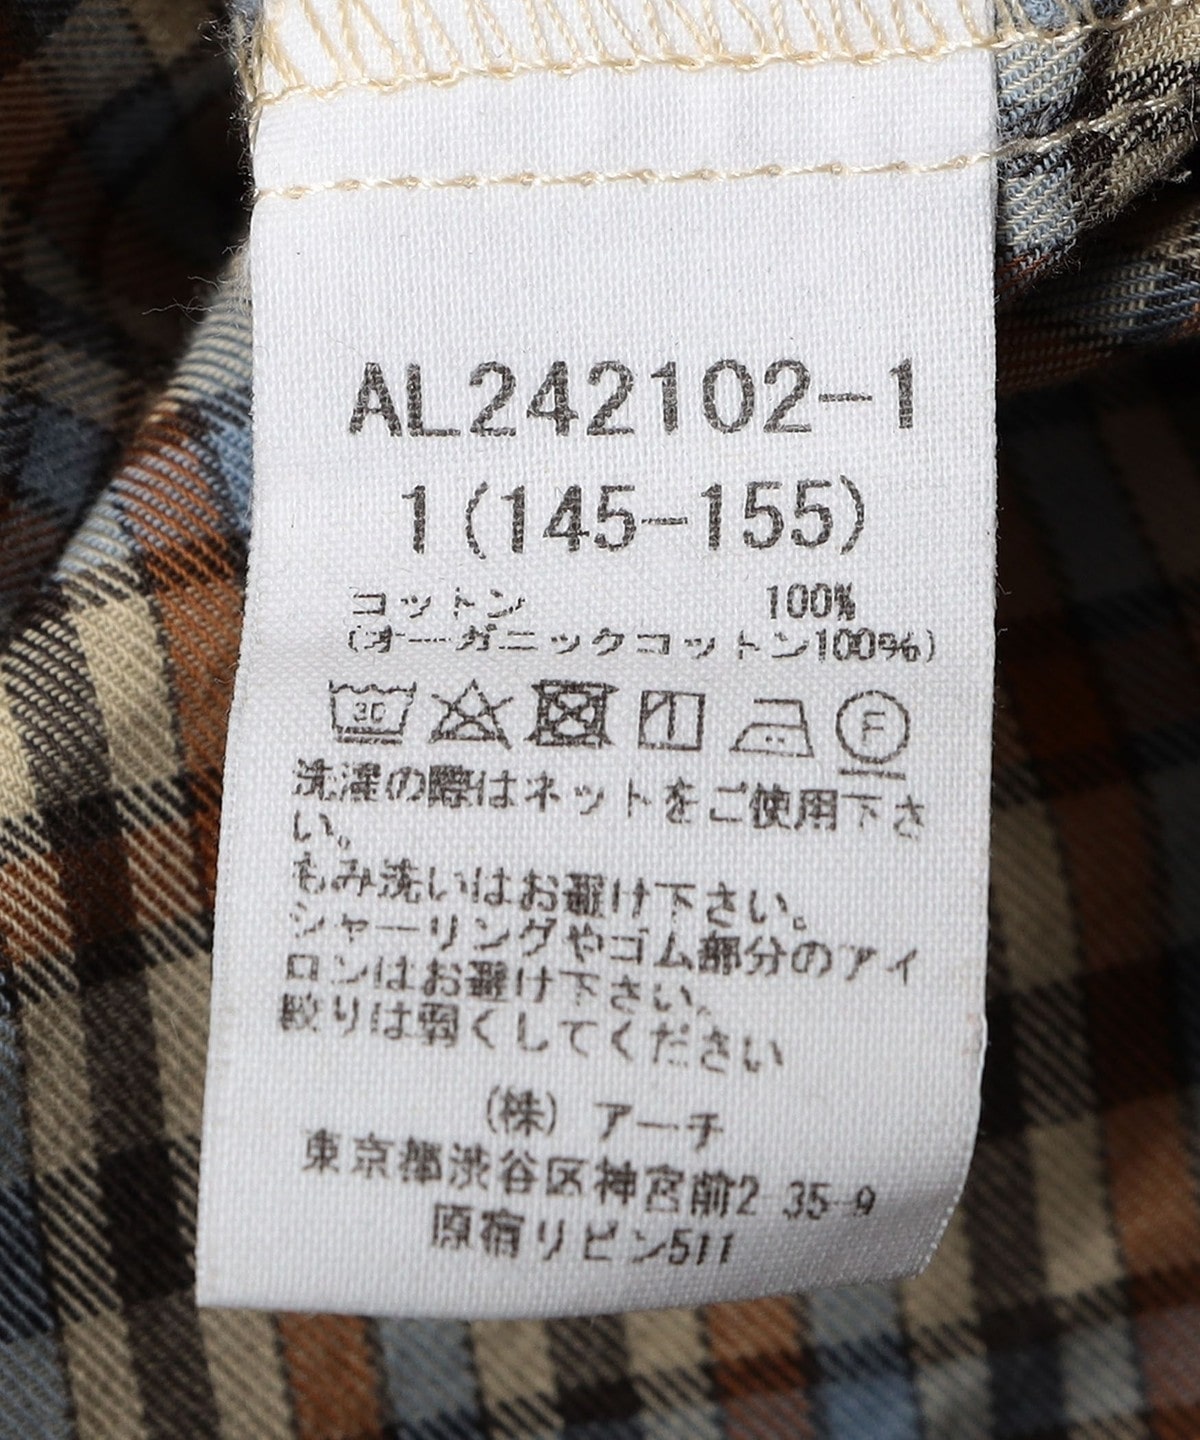 AL242102-1
1(145-155)
コットン 100%
(オーガニックコットン100%)
30 F
洗濯の際はネットをご使用下さ
い。
もみ洗いはお避け下さい。
シャーリングやゴム部分のアイ
ロンはお避け下さい。
絞りは弱くしてください
(株) アーチ
東京都渋谷区神宮前2-35-9
原宿リビン511